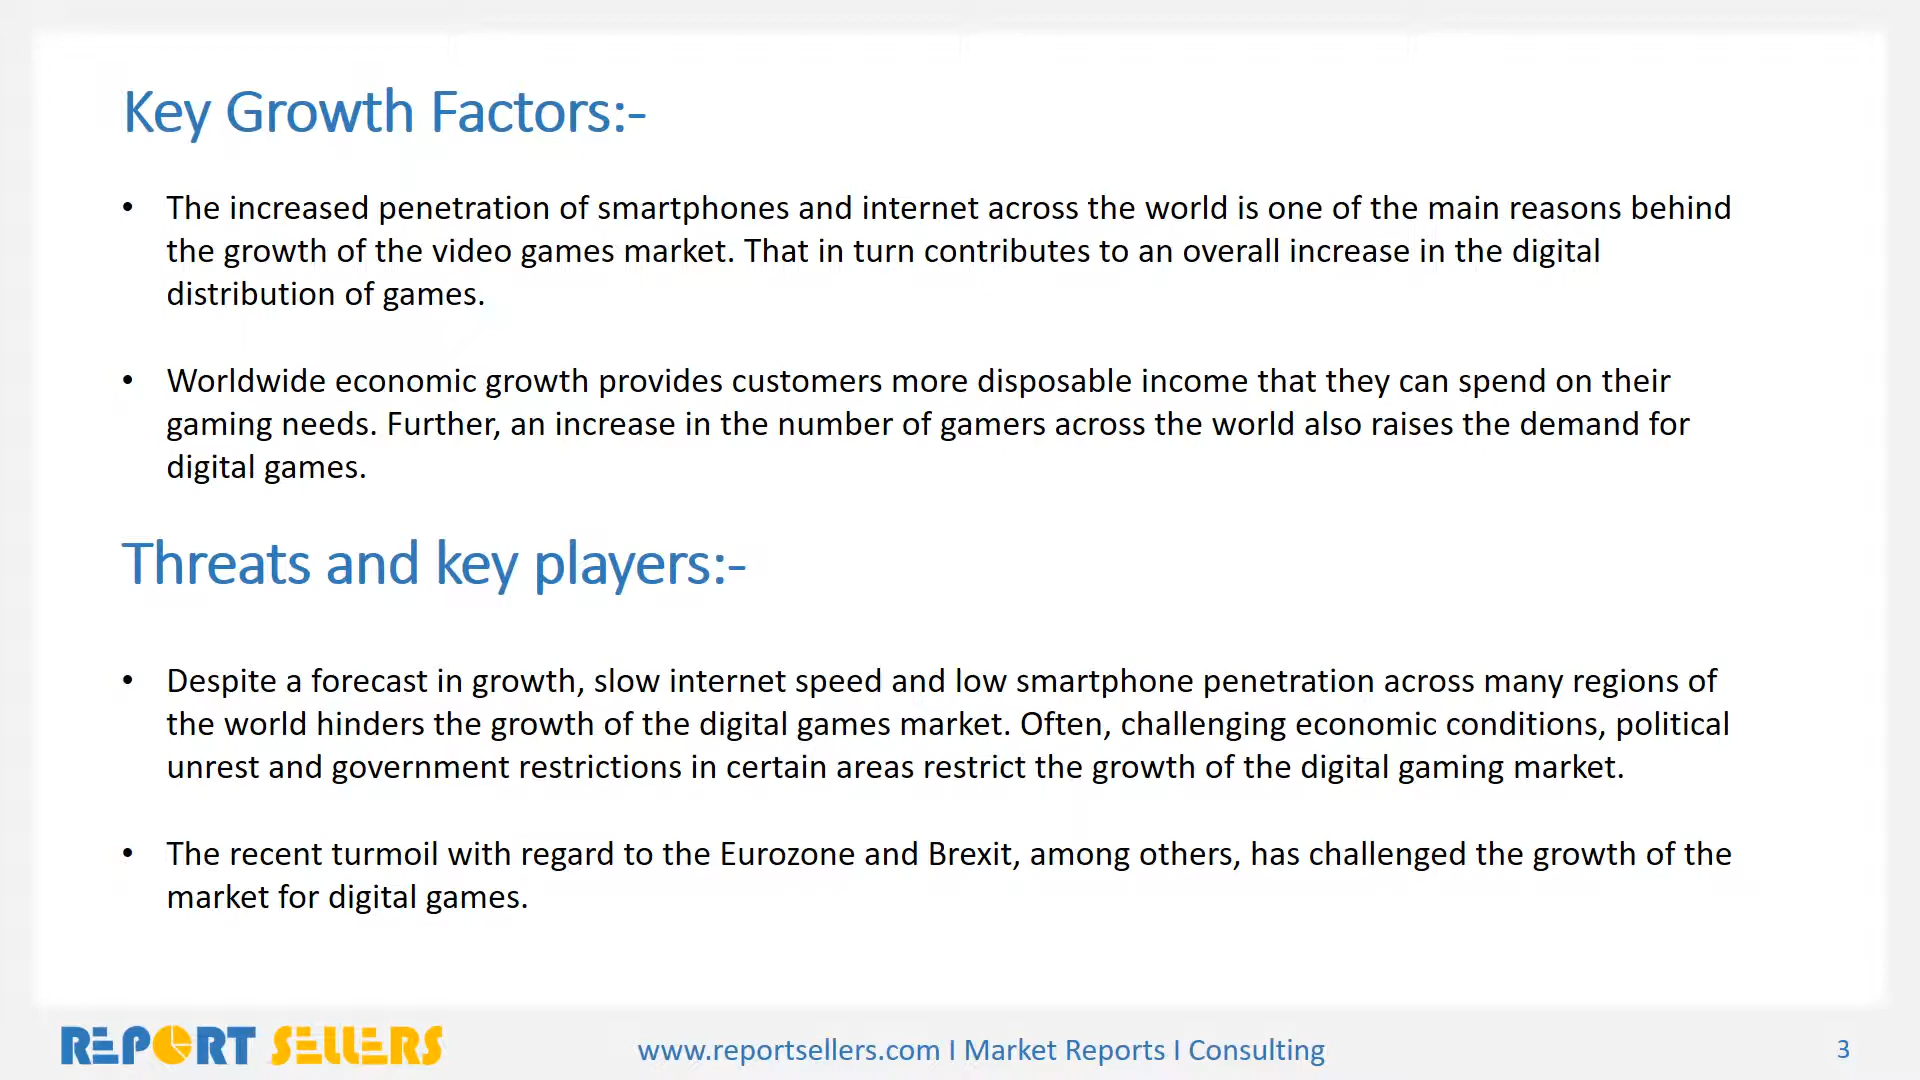 Key Growth Factors:-
• The increased penetration of smartphones and internet across the world is one of the main reasons behind
the growth of the video games market. That in turn contributes to an overall increase in the digital
distribution of games.
• Worldwide economic growth provides customers more disposable income that they can spend on their
gaming needs. Further, an increase in the number of gamers across the world also raises the demand for
digital games.
Threats and key players:-
• Despite a forecast in growth, slow internet speed and low smartphone penetration across many regions of
the world hinders the growth of the digital games market. Often, challenging economic conditions, political
unrest and government restrictions in certain areas restrict the growth of the digital gaming market.
• The recent turmoil with regard to the Eurozone and Brexit, among others, has challenged the growth of the
market for digital games.
REPORT SELLERS
www.reportsellers.com I Market Reports I Consulting
3